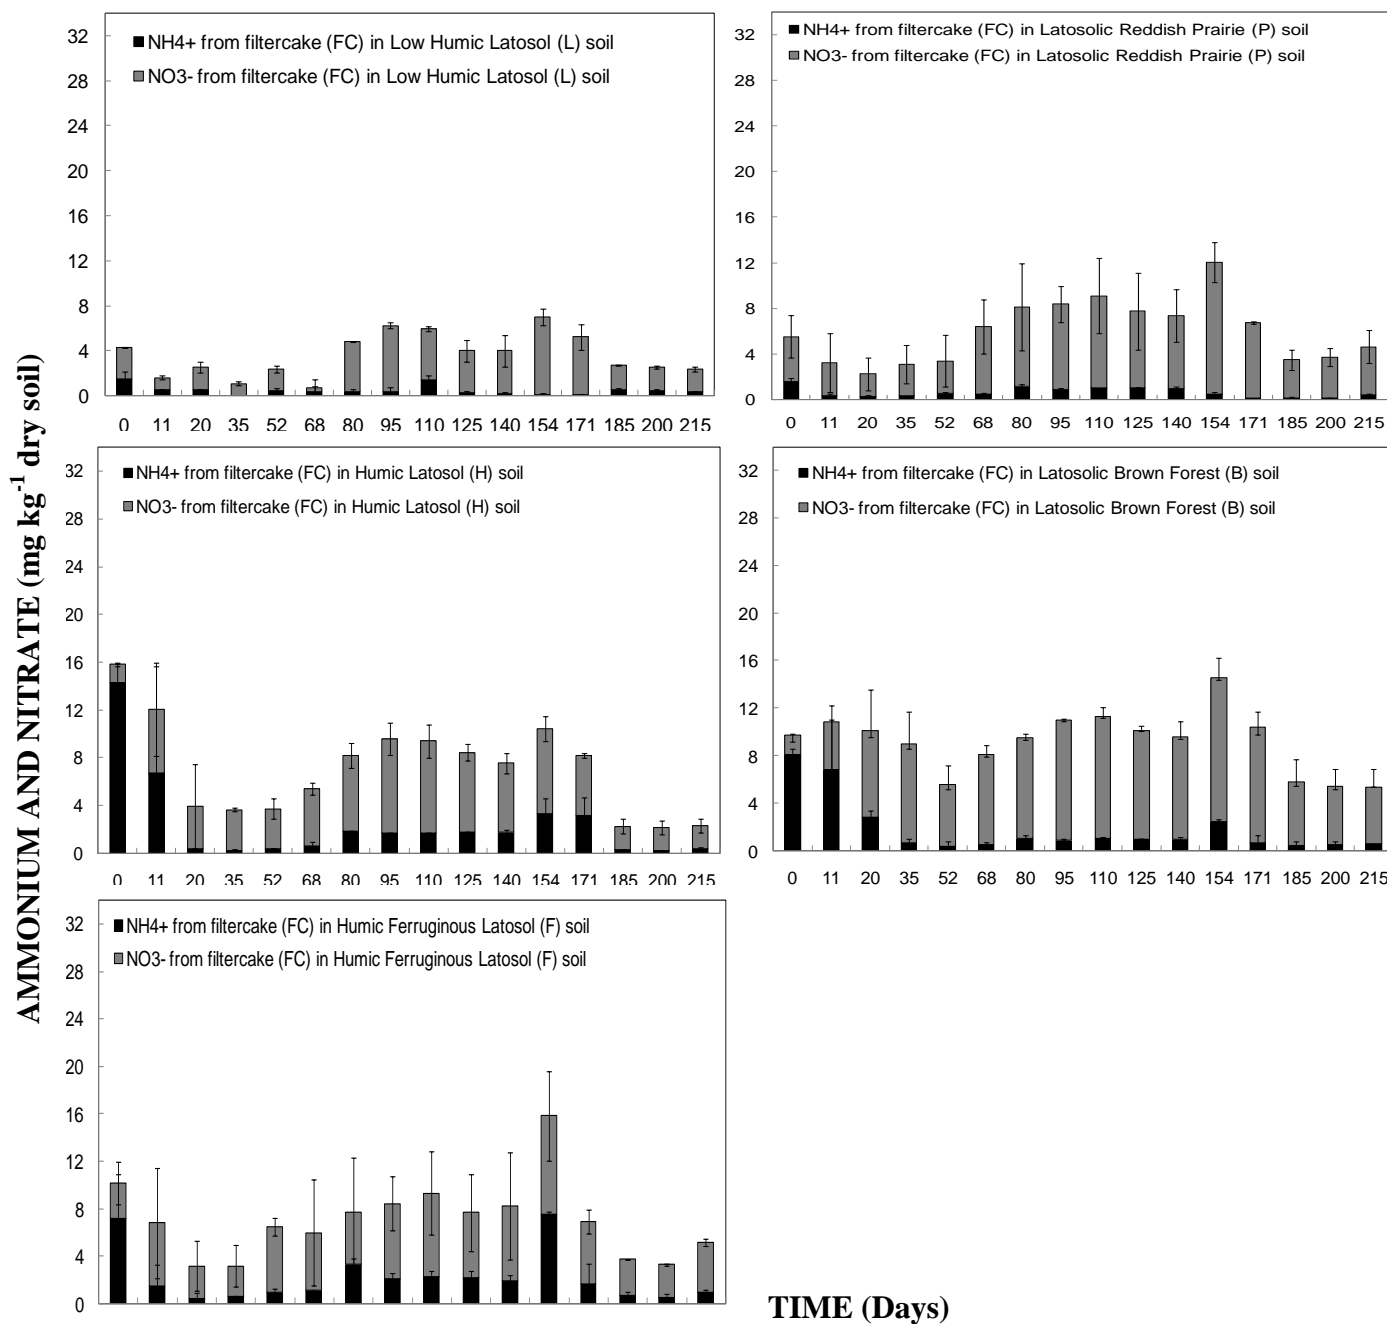 AMMONIUM AND NITRATE (mg kg-1 dry soil)
NH4+ from filtercake (FC) in Low Humic Latosol (L) soil
NO3- from filtercake (FC) in Low Humic Latosol (L) soil
32
28
24
20
16
12
8
4
0
0 11 20 35 52 68 80 95 110 125 140 154 171 185 200 215
NH4+ from filtercake (FC) in Latosolic Reddish Prairie (P) soil
NO3- from filtercake (FC) in Latosolic Reddish Prairie (P) soil
32
28
24
20
16
12
8
4
0
0 11 20 35 52 68 80 95 110 125 140 154 171 185 200 215
NH4+ from filtercake (FC) in Humic Latosol (H) soil
NO3- from filtercake (FC) in Humic Latosol (H) soil
32
28
24
20
16
12
8
4
0
0 11 20 35 52 68 80 95 110 125 140 154 171 185 200 215
NH4+ from filtercake (FC) in Latosolic Brown Forest (B) soil
NO3- from filtercake (FC) in Latosolic Brown Forest (B) soil
32
28
24
20
16
12
8
4
0
0 11 20 35 52 68 80 95 110 125 140 154 171 185 200 215
NH4+ from filtercake (FC) in Humic Ferruginous Latosol (F) soil
NO3- from filtercake (FC) in Humic Ferruginous Latosol (F) soil
32
28
24
20
16
12
8
4
0
TIME (Days)